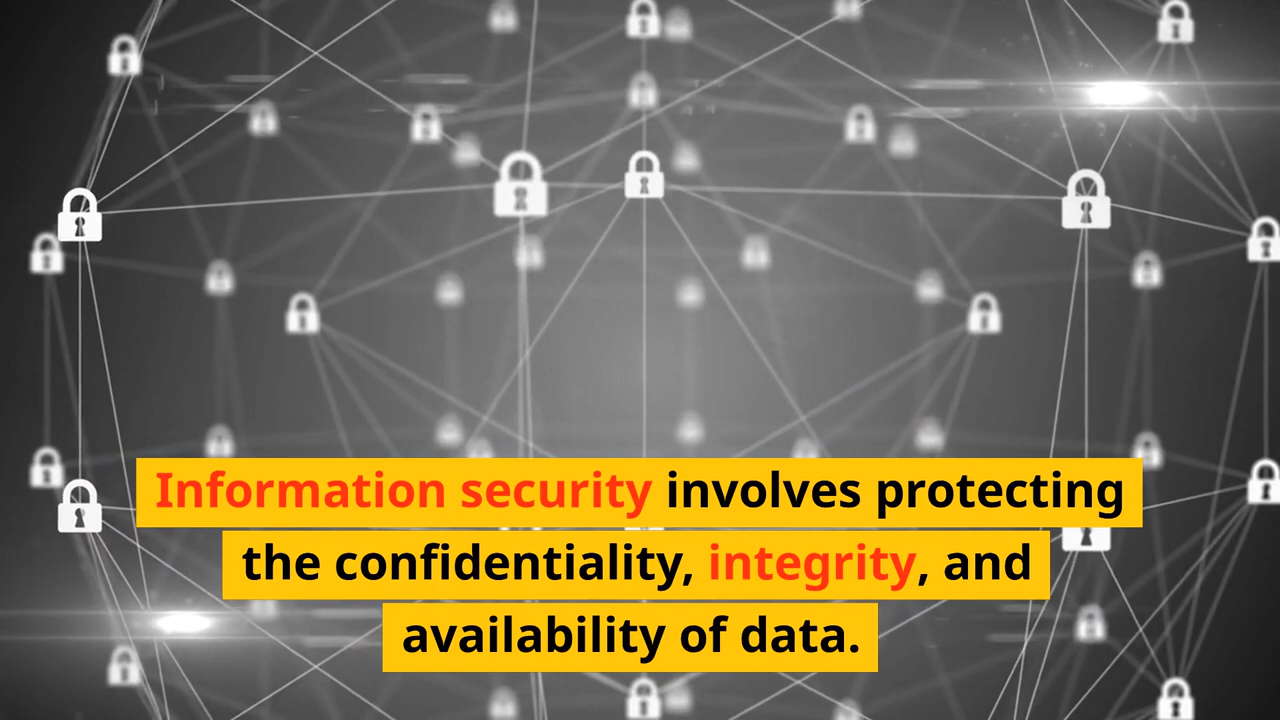 Information security involves protecting
the confidentiality, integrity, and
availability of data.